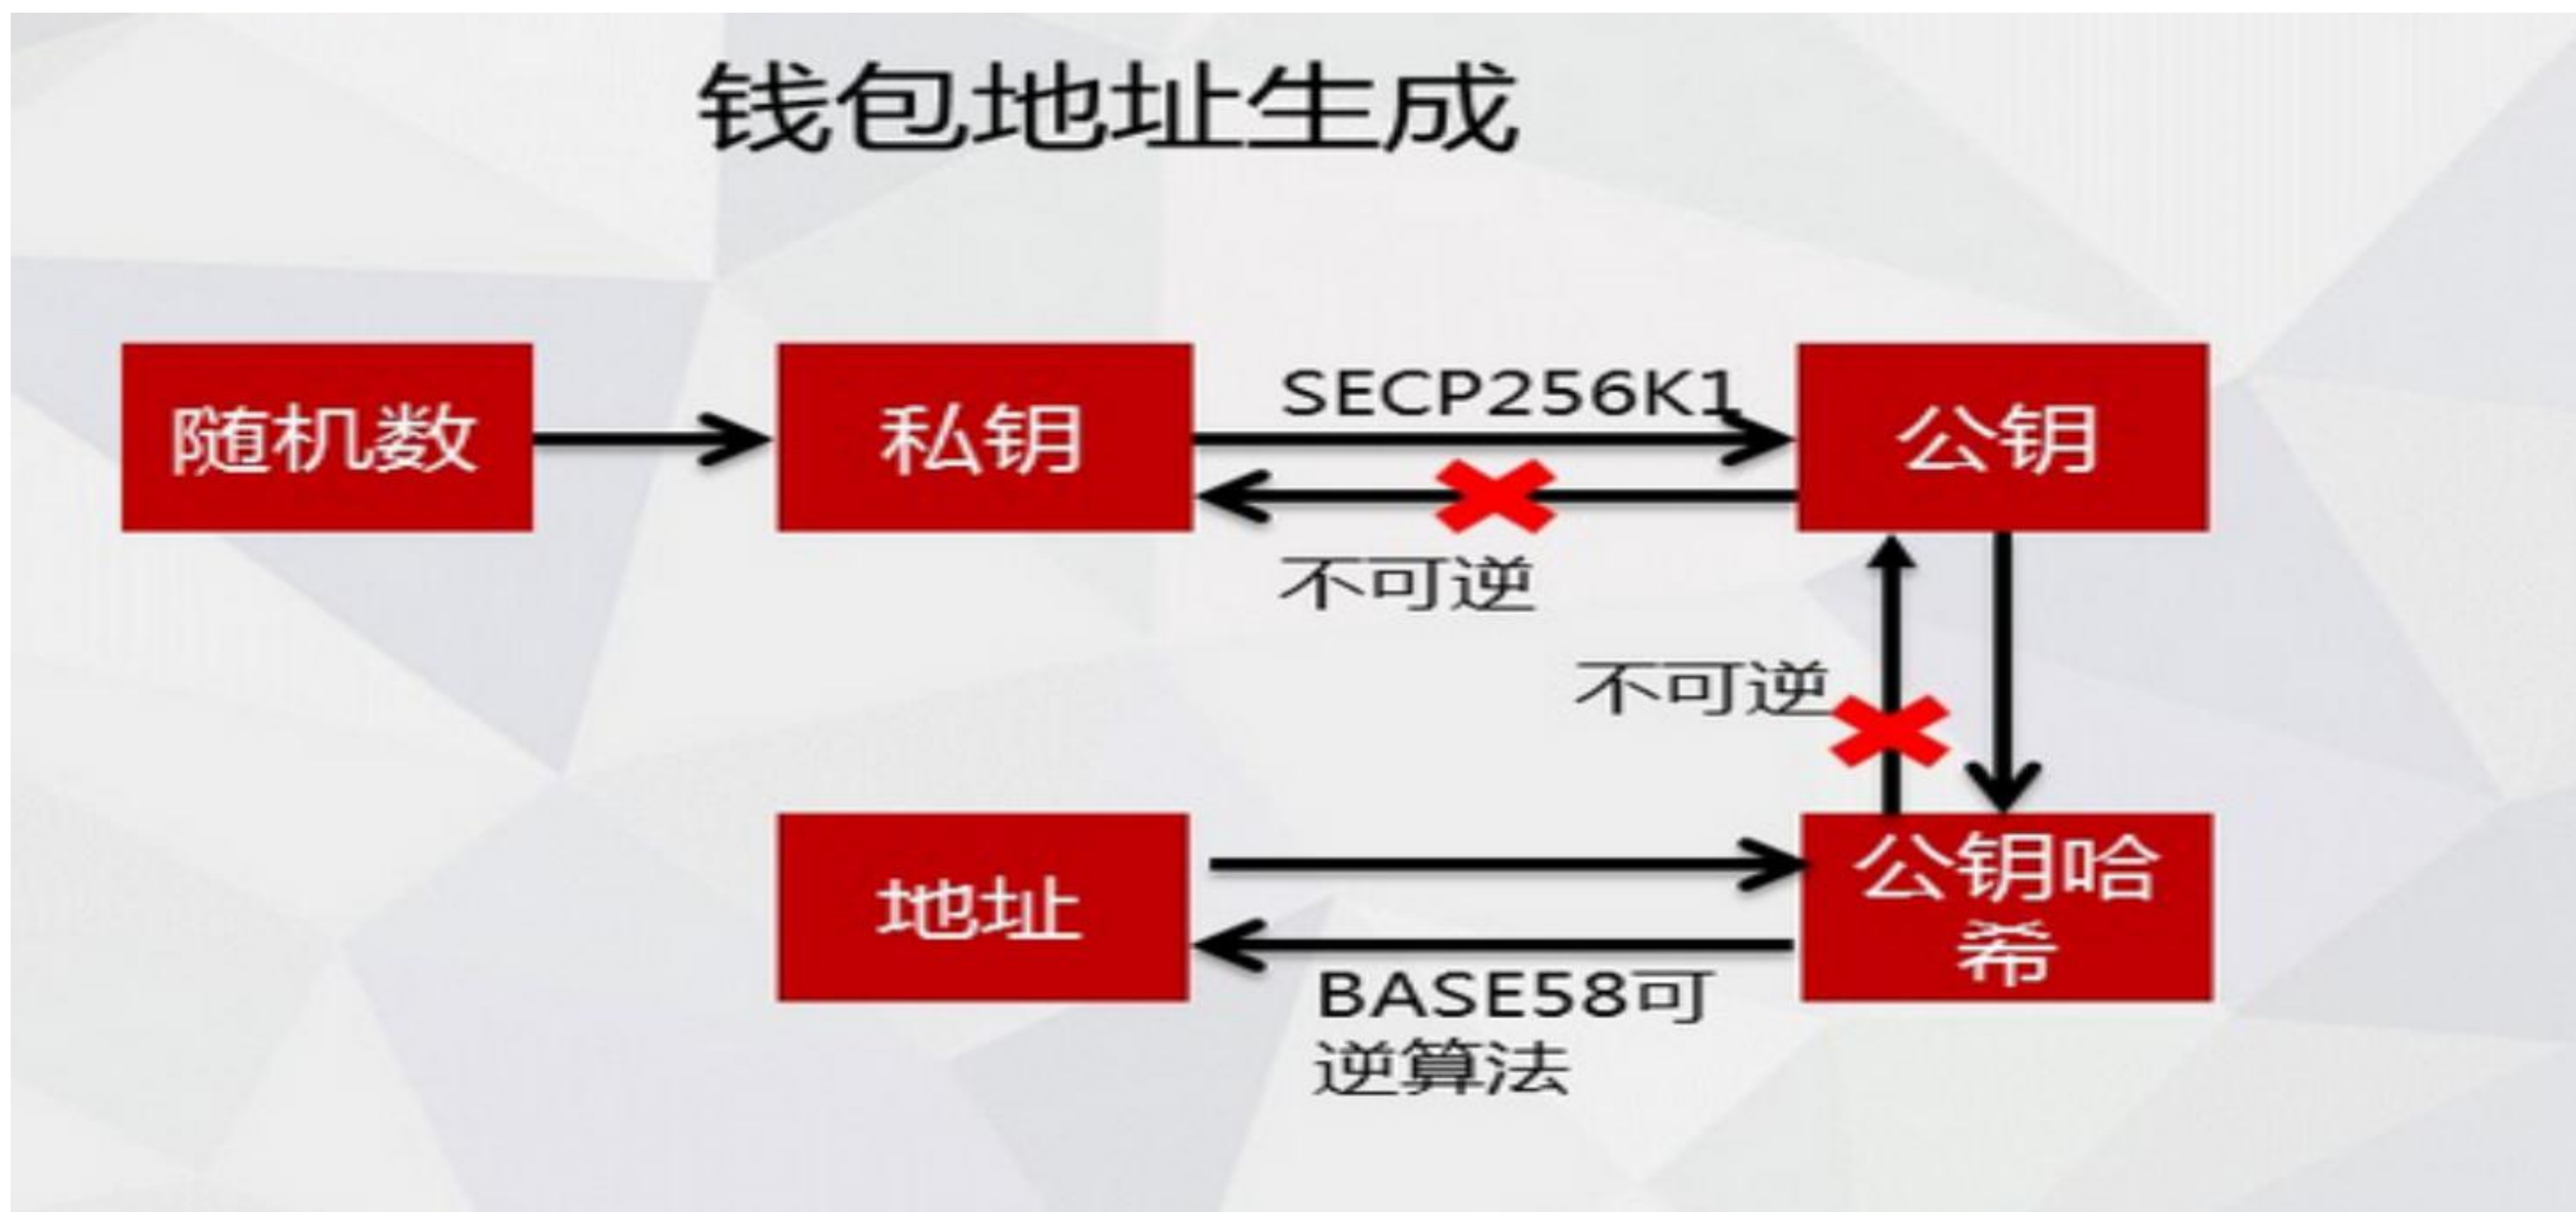 钱包地址生成
随机数
私钥
SECP256K1
公钥
不可逆
不可逆
地址
公钥哈
希
BASE58可
逆算法